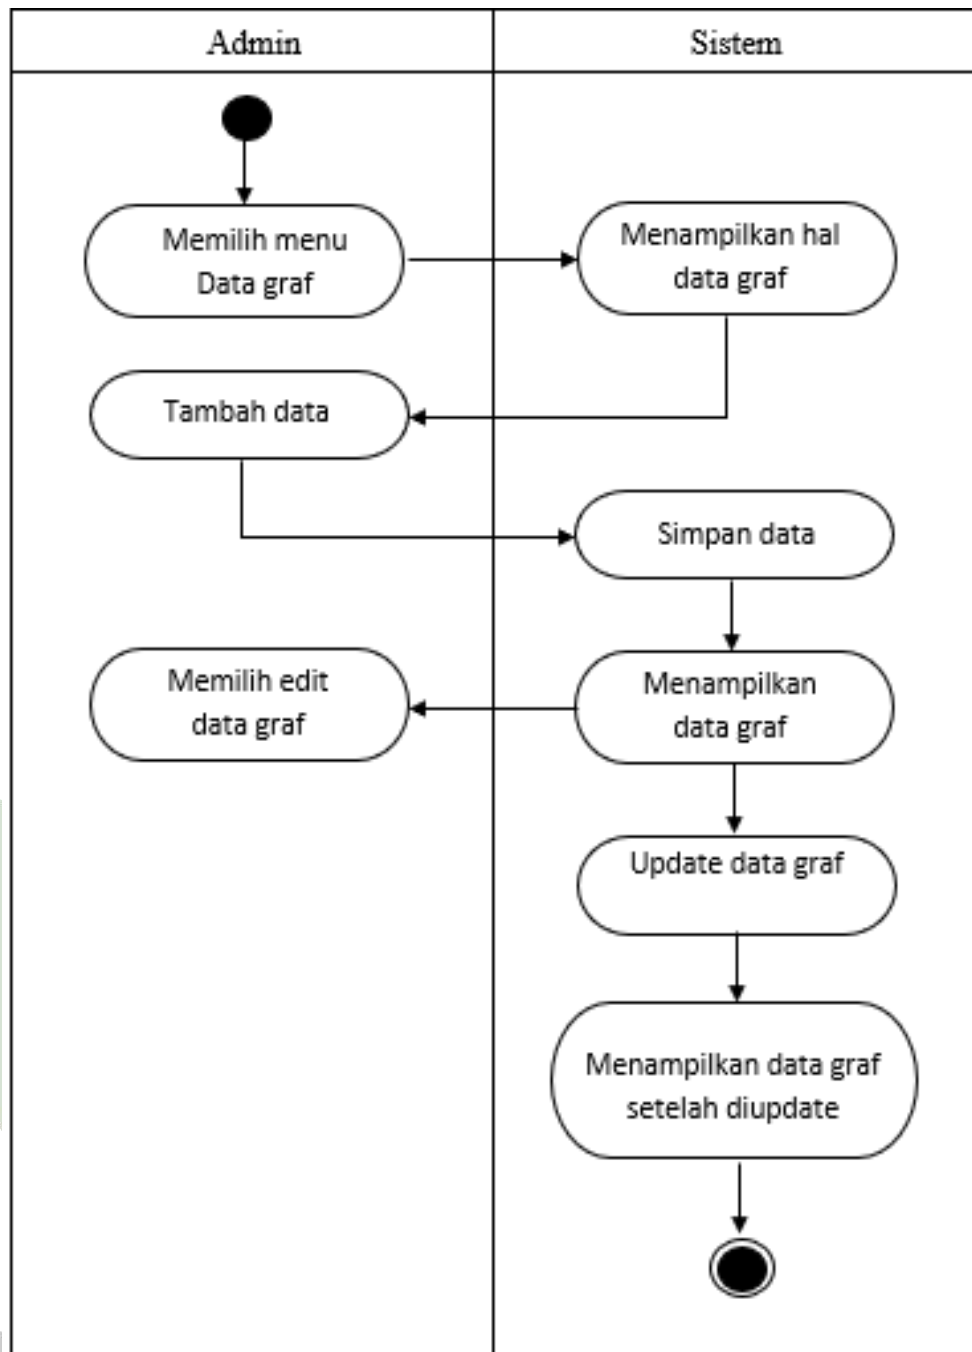 Admin
Sistem
Memilih menu
Data graf
Menampilkan hal
data graf
Tambah data
Simpan data
Memilih edit
data graf
Menampilkan
data graf
Update data graf
Menampilkan data graf
setelah diupdate